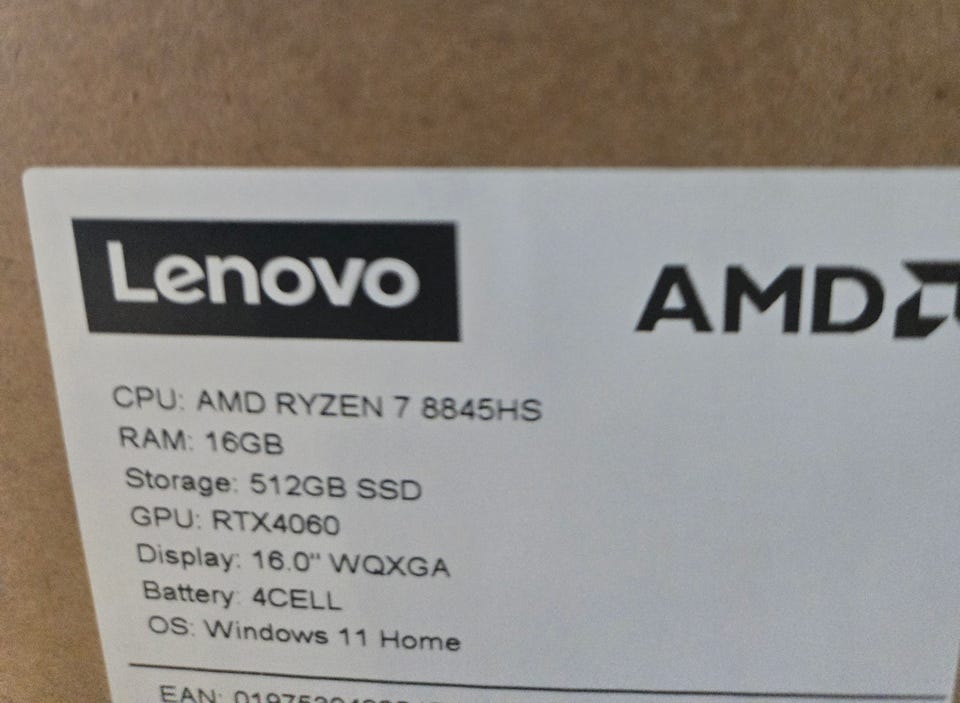 Lenovo
AMD
CPU: AMD RYZEN 7 8845HS
RAM: 16GB
Storage: 512GB SSD
GPU: RTX4060
Display: 16.0" WQXGA
Battery: 4CELL
OS: Windows 11 Home
EAN: